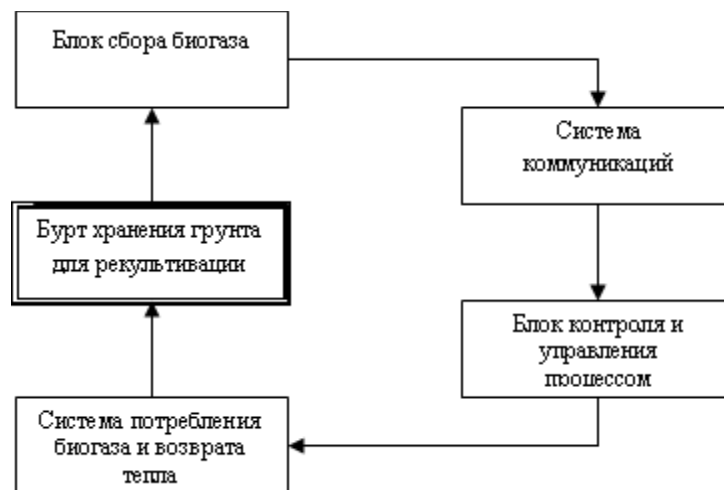 Блок сбора биогаза
Система
коммуникаций
Бурт хранения грунта
для рекультивации
Блок контроля и
управления
процессом
Система потребления
биогаза и возврата
тепла